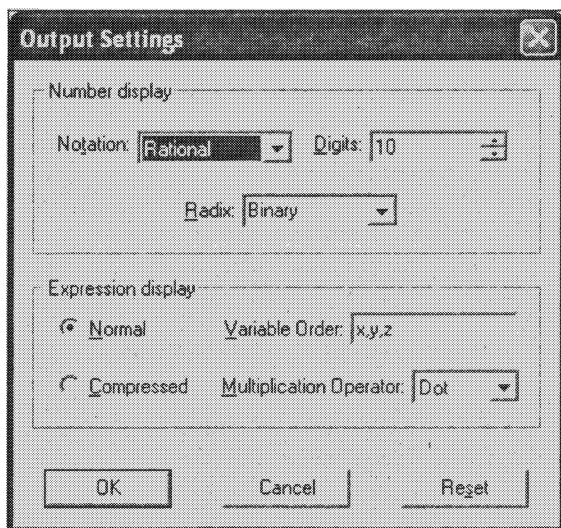 Output Settings
Number display
Notation: Rational Digits: 10
Radix: Binary
Expression display
Normal Variable Order: x,y,z
Compressed Multiplication Operator: Dot
OK Cancel Reset